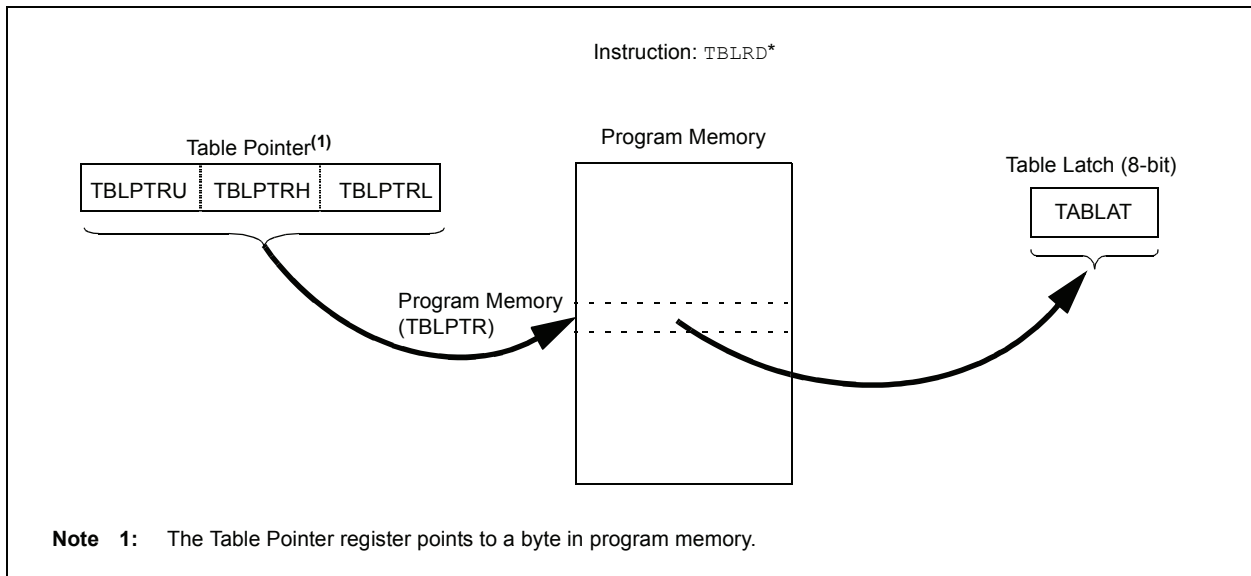 Instruction: TBLRD*
Table Pointer(1)
TBLPTRU TBLPTRH TBLPTRL
Program Memory
Table Latch (8-bit)
TABLAT
Program Memory
(TBLPTR)
Note 1: The Table Pointer register points to a byte in program memory.